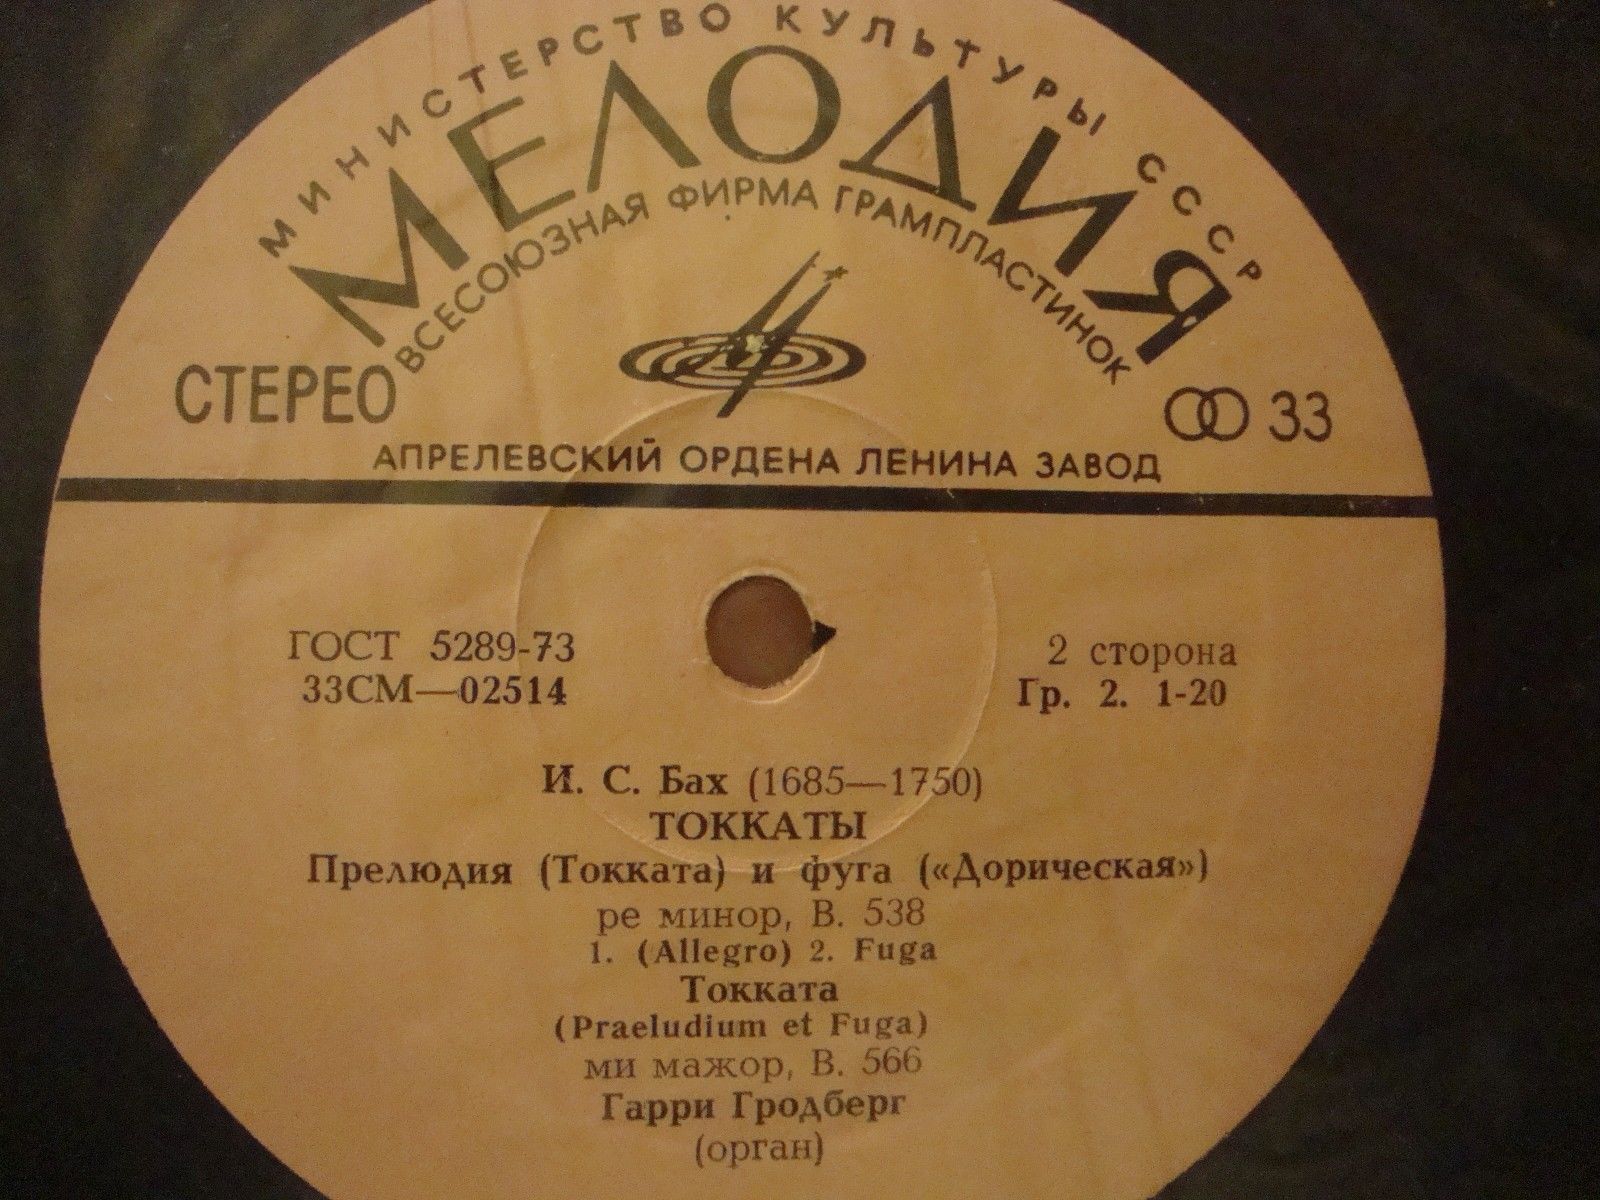 МИНИСТЕРСТВО КУЛЬТУРЫ СССР
МЕЛОДИЯ
ВСЕСОЮЗНАЯ ФИРМА ГРАМПЛАСТИНОК
СТЕРЕО
33
АПРЕЛЕВСКИЙ ОРДЕНА ЛЕНИНА ЗАВОД
ГОСТ 5289-73
33СМ—02514
2 сторона
Гр. 2. 1-20
И. С. Бах (1685—1750)
ТОККАТЫ
Прелюдия (Токката) и фуга («Дорическая»)
ре минор, В. 538
1. (Allegro) 2. Fuga
Токката
(Praeludium et Fuga)
ми мажор, В. 566
Гарри Гродберг
(орган)